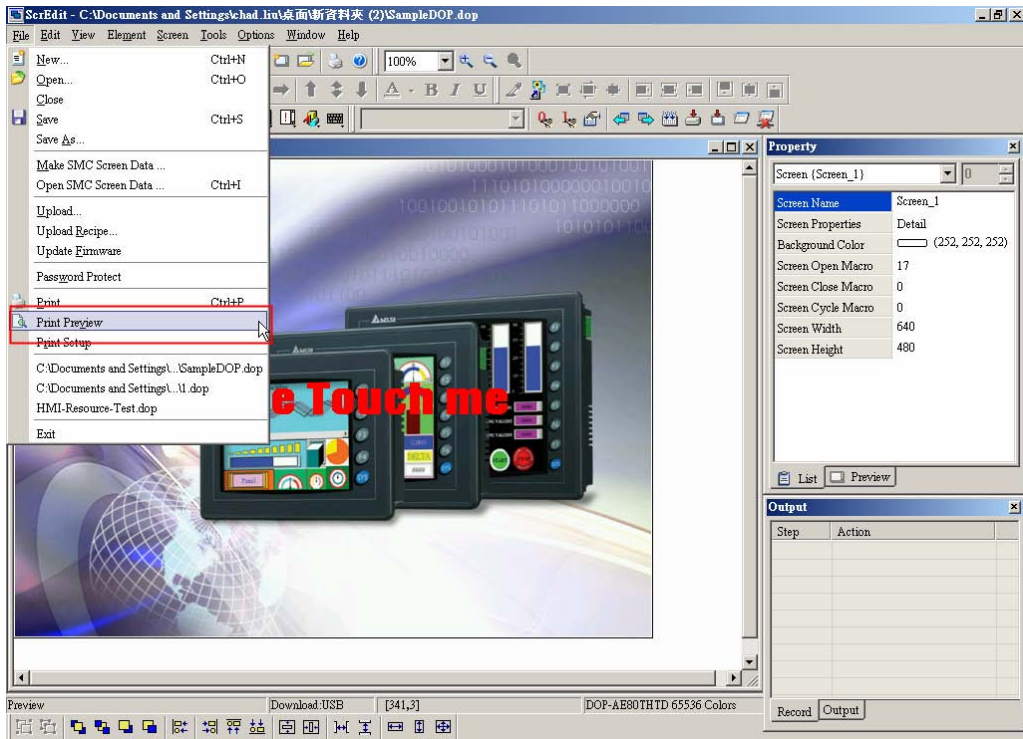 ScrEdit - C:\Documents and Settings\chad.liu\桌面\新資料夾 (2)\SampleDOP.dop
File Edit View Element Screen Tools Options Window Help
New... Ctrl+N
Open... Ctrl+O
Close
Save Ctrl+S
Save As...
Make SMC Screen Data ...
Open SMC Screen Data ... Ctrl+I
Upload...
Upload Recipe...
Update Firmware
Password Protect
Print Ctrl+P
Print Preview
Print Setup
C:\Documents and Settings\...\SampleDOP.dop
C:\Documents and Settings\...\1.dop
HMI-Resource-Test.dop
Exit
100%
A B I U
e Touch me
DELTA
Property
Screen {Screen_1} 0
Screen Name Screen_1
Screen Properties Detail
Background Color (252, 252, 252)
Screen Open Macro 17
Screen Close Macro 0
Screen Cycle Macro 0
Screen Width 640
Screen Height 480
List Preview
Output
Step Action
Record Output
Preview Download:USB [341,3] DOP-AE80THTD 65536 Colors